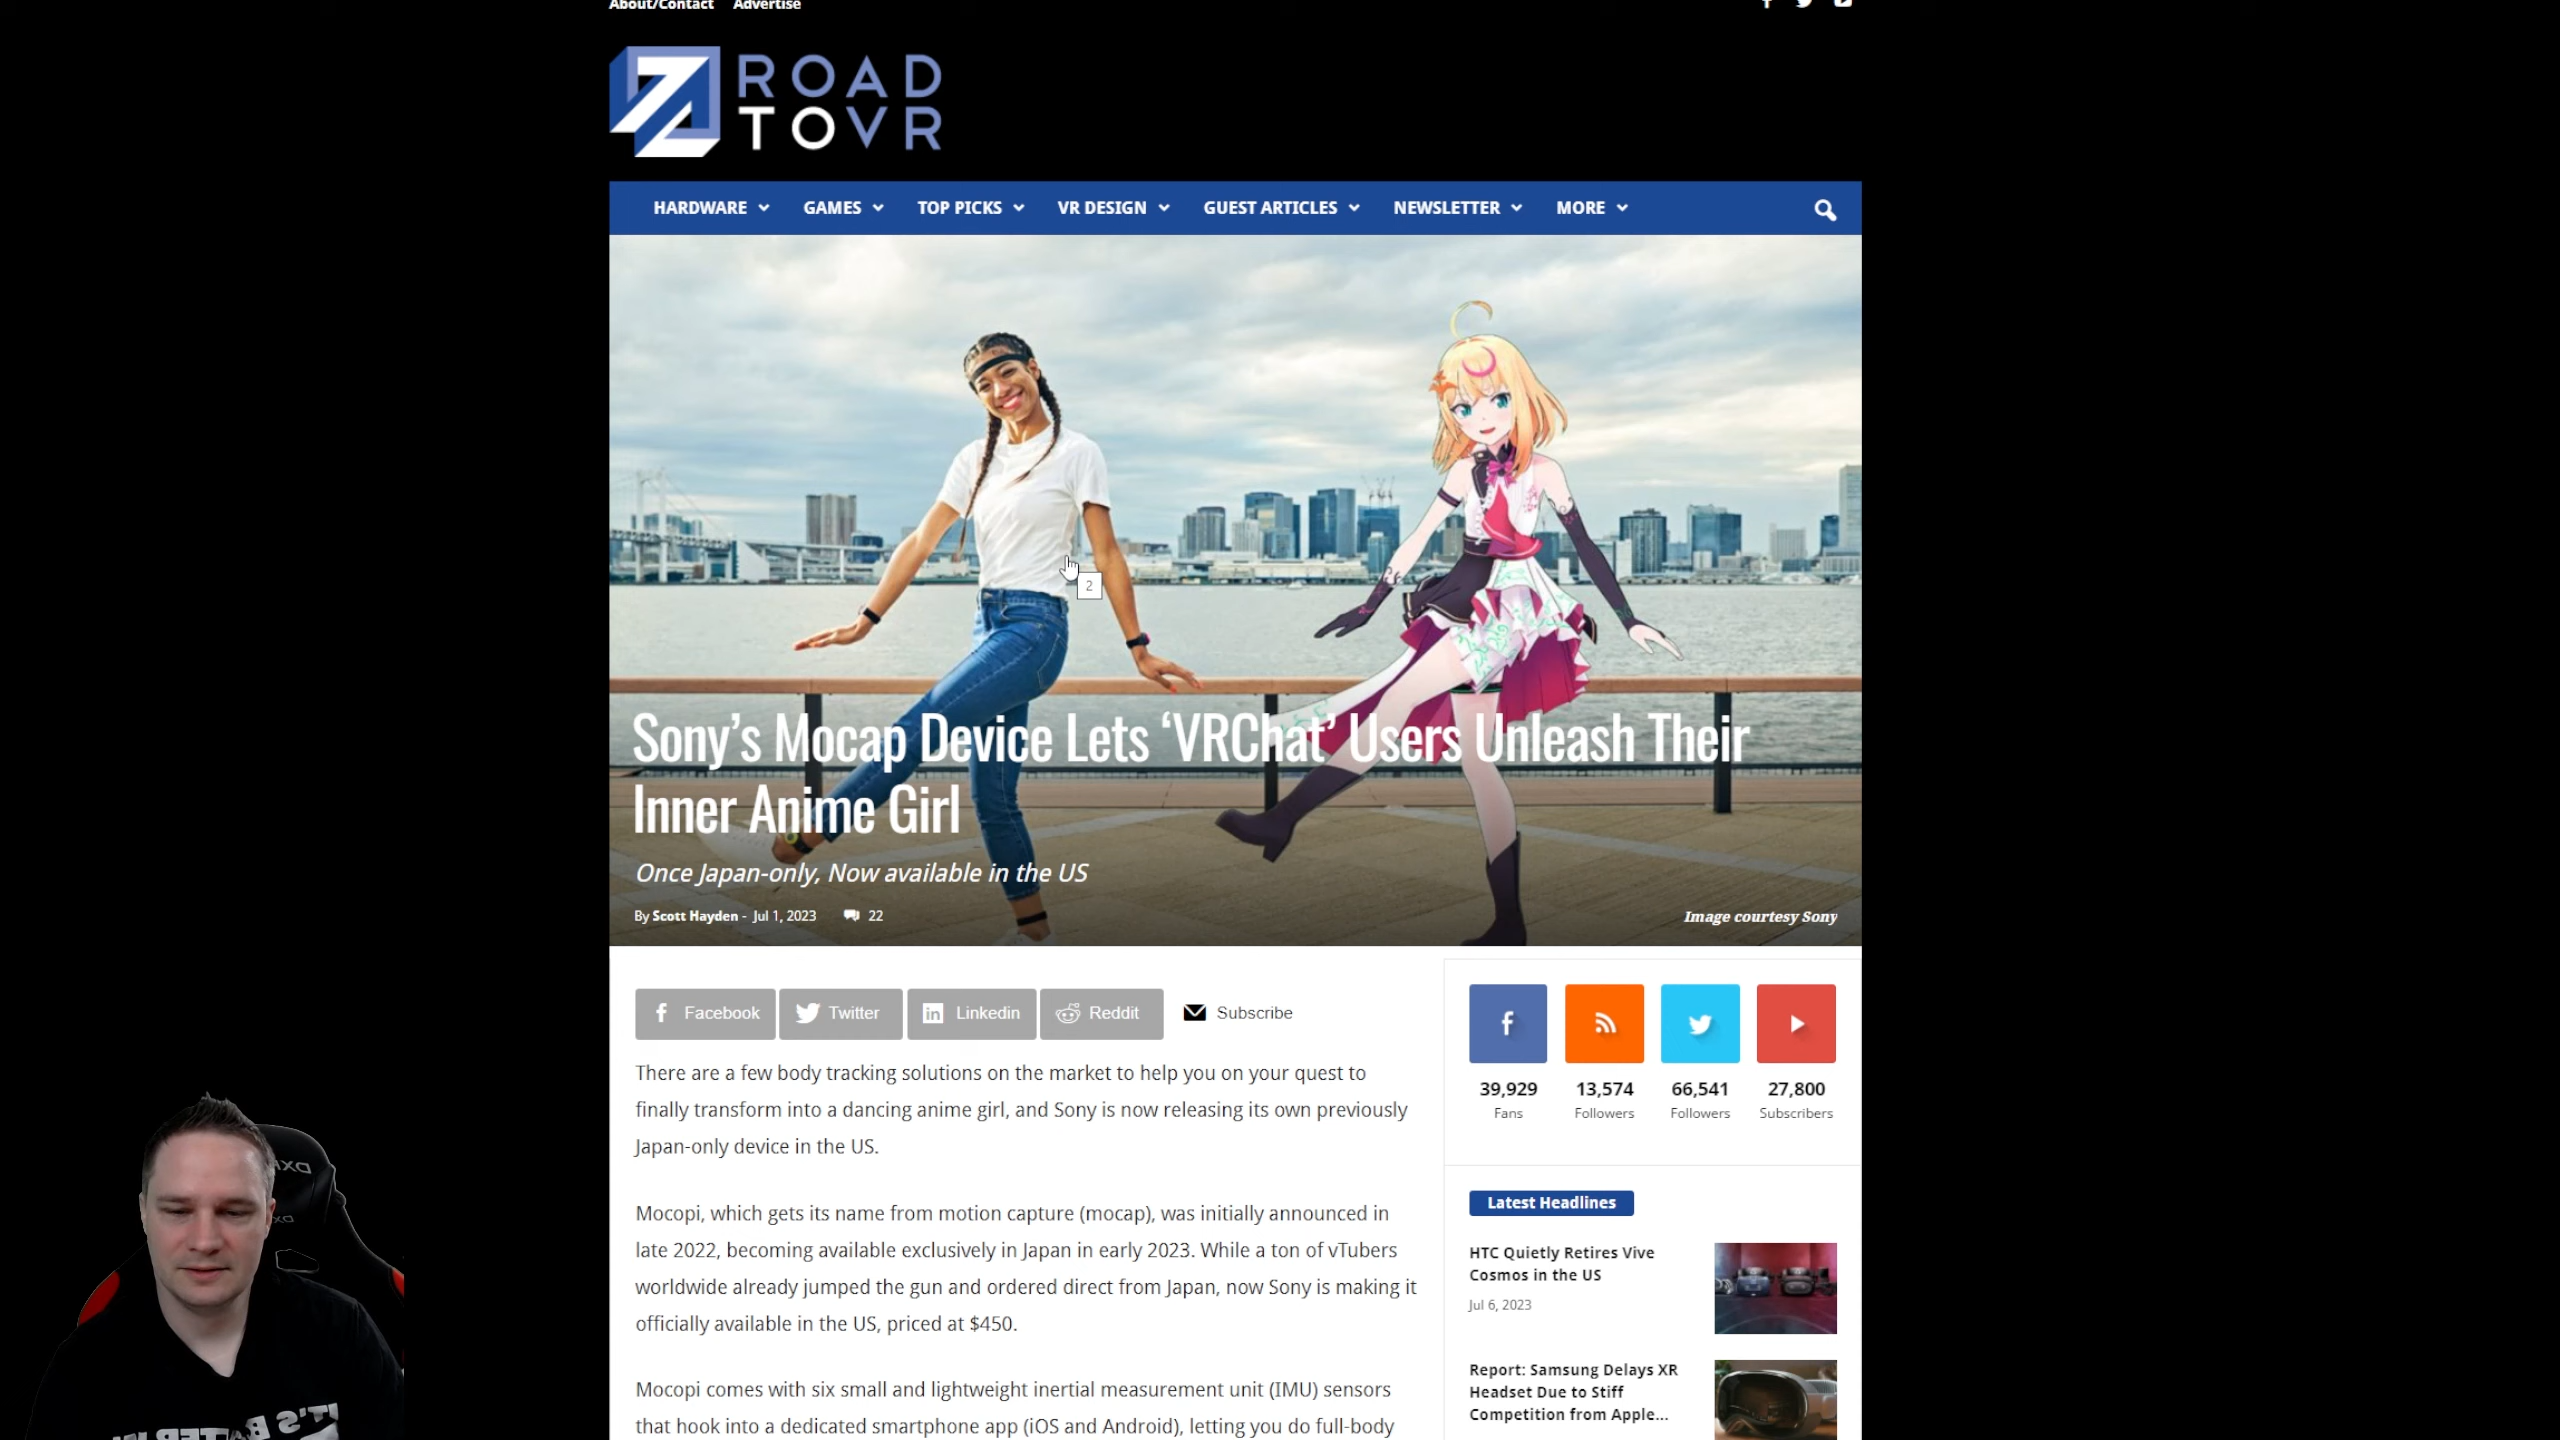 About/Contact Advertise
ROAD
TOVR
HARDWARE GAMES TOP PICKS VR DESIGN GUEST ARTICLES NEWSLETTER MORE
2
Sony’s Mocap Device Lets ‘VRChat’ Users Unleash Their
Inner Anime Girl
Once Japan-only, Now available in the US
By Scott Hayden - Jul 1, 2023 22
Image courtesy Sony
Facebook Twitter Linkedin Reddit Subscribe
There are a few body tracking solutions on the market to help you on your quest to
finally transform into a dancing anime girl, and Sony is now releasing its own previously
Japan-only device in the US.
Mocopi, which gets its name from motion capture (mocap), was initially announced in
late 2022, becoming available exclusively in Japan in early 2023. While a ton of vTubers
worldwide already jumped the gun and ordered direct from Japan, now Sony is making it
officially available in the US, priced at $450.
Mocopi comes with six small and lightweight inertial measurement unit (IMU) sensors
that hook into a dedicated smartphone app (iOS and Android), letting you do full-body
39,929 13,574 66,541 27,800
Fans Followers Followers Subscribers
Latest Headlines
HTC Quietly Retires Vive
Cosmos in the US
Jul 6, 2023
Report: Samsung Delays XR
Headset Due to Stiff
Competition from Apple...
IT'S BA